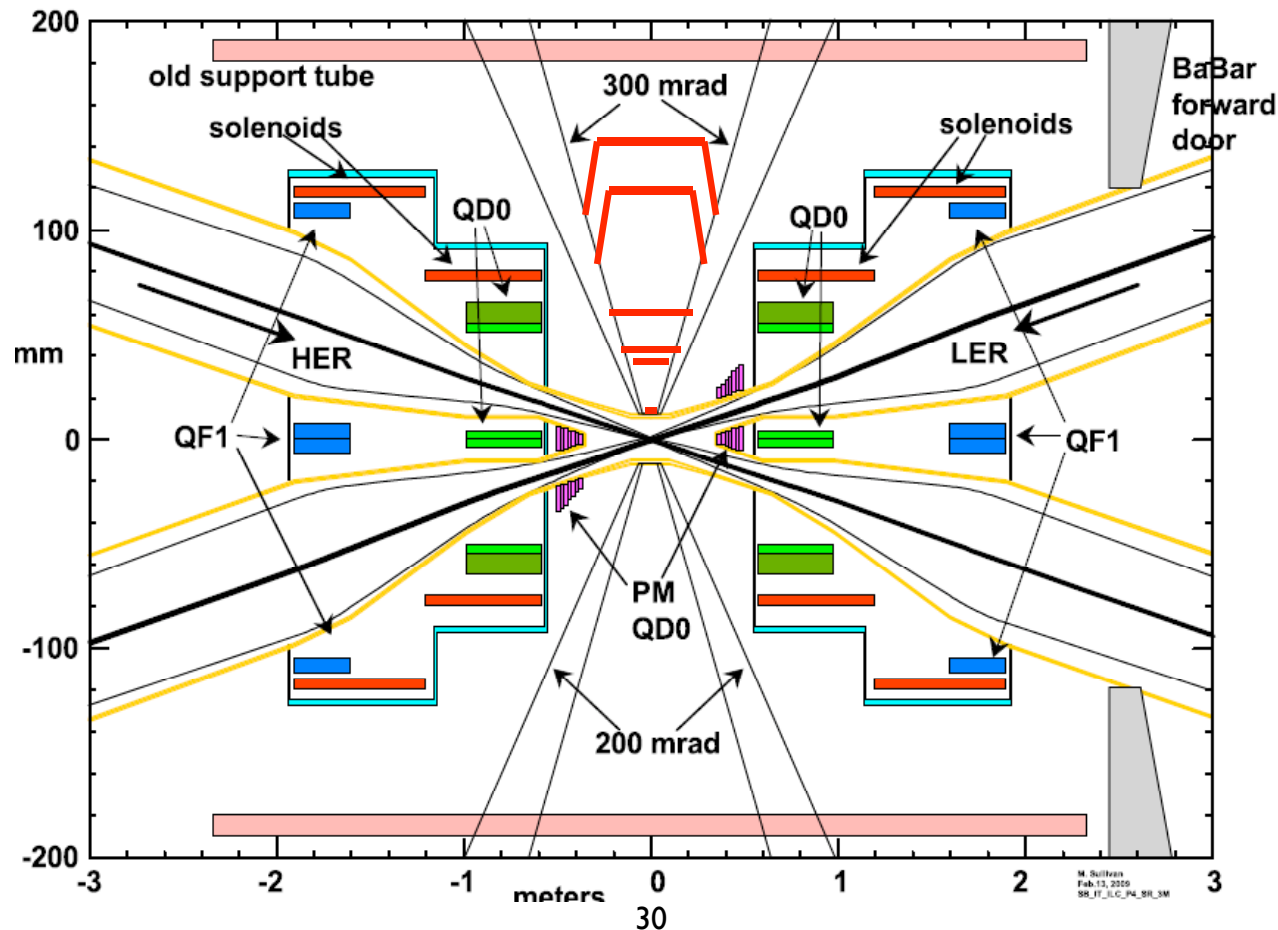 200
old support tube
300 mrad
BaBar
forward
door
solenoids
solenoids
QD0
QD0
100
mm
HER
LER
QF1
0
QF1
PM
QD0
-100
200 mrad
-200
-3
-2
-1
0
1
2
3
meters
M. Sullivan
Feb.13, 2009
SB_IT_ILC_P4_SR_3M
30